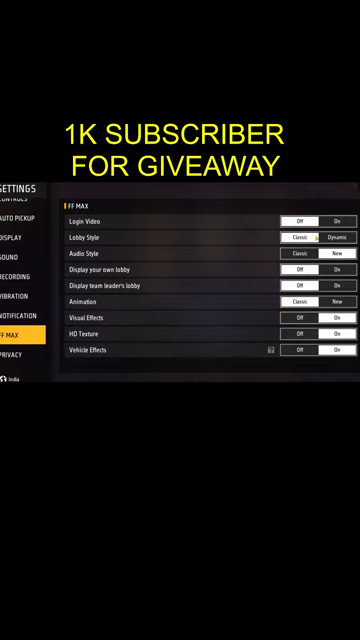 1K SUBSCRIBER
FOR GIVEAWAY
SETTINGS
CONTROLS
AUTO PICKUP
DISPLAY
SOUND
RECORDING
VIBRATION
NOTIFICATION
FF MAX
PRIVACY
India
FF MAX
Login Video Off On
Lobby Style Classic Dynamic
Audio Style Classic New
Display your own lobby Off On
Display team leader's lobby Off On
Animation Classic New
Visual Effects Off On
HD Texture Off On
Vehicle Effects Off On